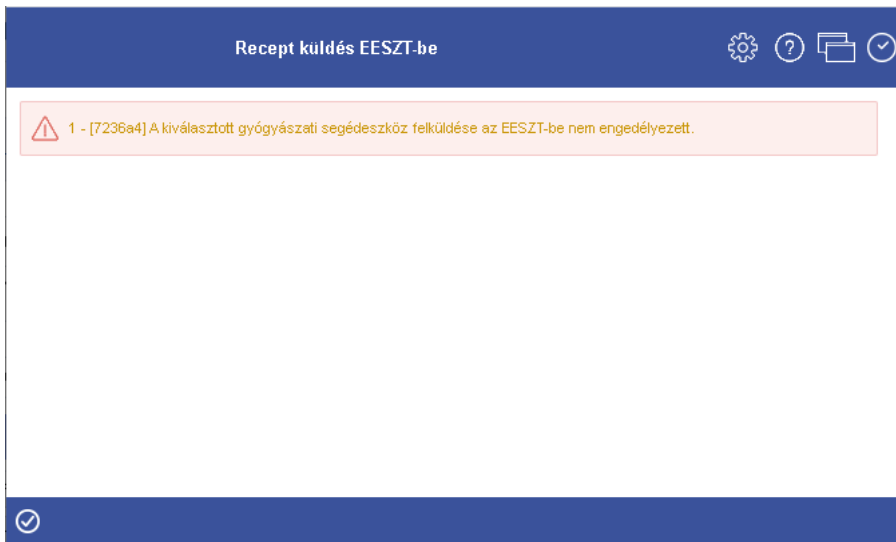 Recept küldés EESZT-be
1 - [7236a4] A kiválasztott gyógyászati segédeszköz felküldése az EESZT-be nem engedélyezett.